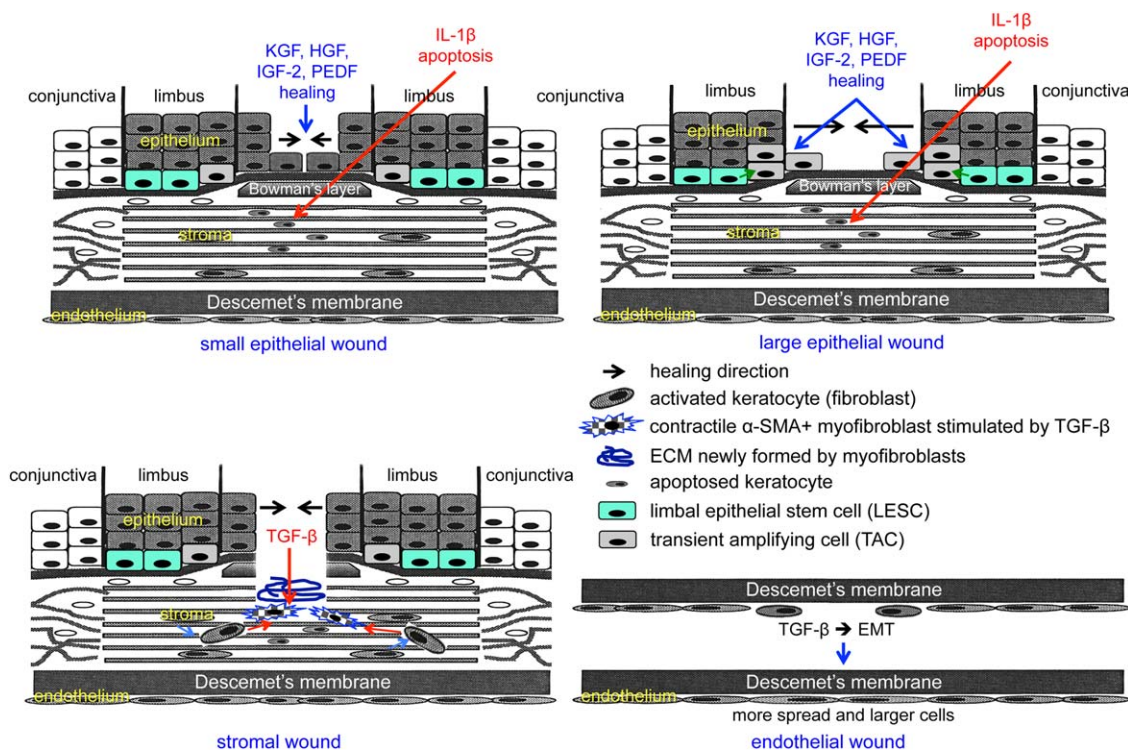 KGF, HGF,
IGF-2, PEDF
healing
IL-1β
apoptosis
conjunctiva
limbus
limbus
conjunctiva
epithelium
Bowman's layer
stroma
Descemet's membrane
endothelium
small epithelial wound
KGF, HGF,
IGF-2, PEDF
healing
IL-1β
apoptosis
limbus
limbus
conjunctiva
epithelium
Bowman's layer
stroma
Descemet's membrane
endothelium
large epithelial wound
healing direction
activated keratocyte (fibroblast)
contractile α-SMA+ myofibroblast stimulated by TGF-β
ECM newly formed by myofibroblasts
apoptosed keratocyte
limbal epithelial stem cell (LESC)
transient amplifying cell (TAC)
conjunctiva
limbus
limbus
conjunctiva
epithelium
TGF-β
stroma
Descemet's membrane
endothelium
stromal wound
Descemet's membrane
TGF-β → EMT
Descemet's membrane
endothelium
more spread and larger cells
endothelial wound